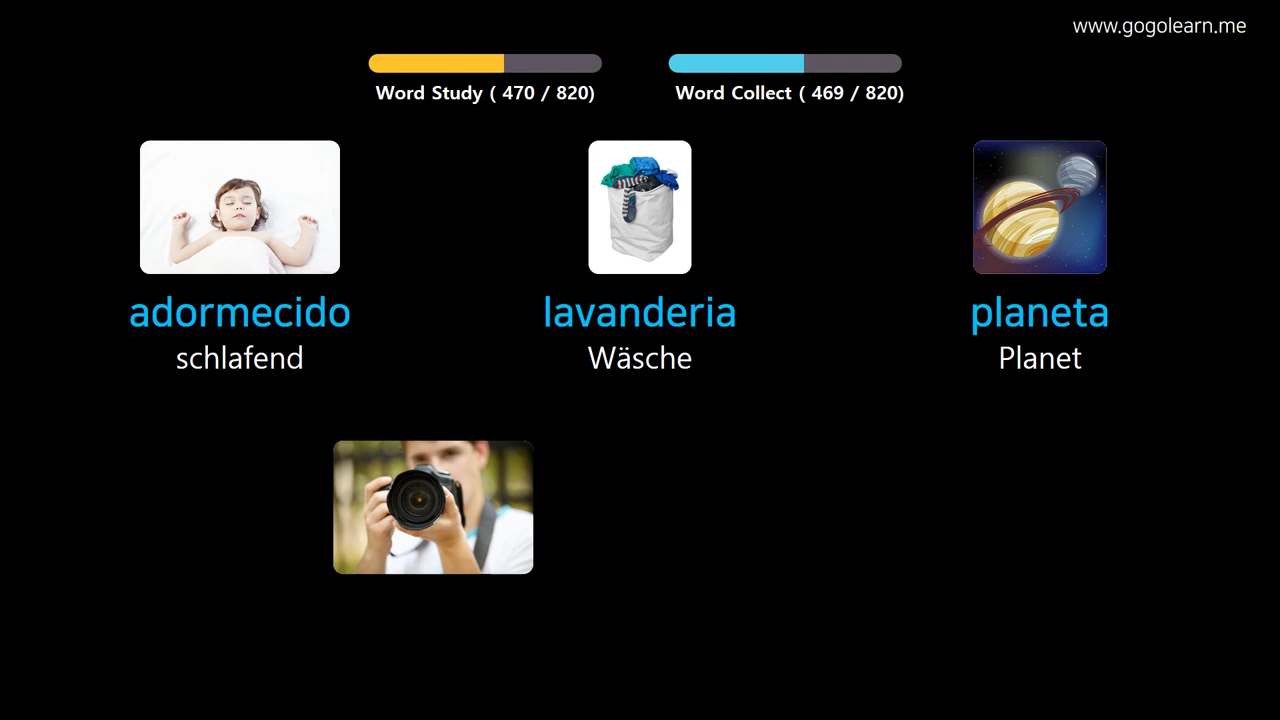 www.gogolearn.me
Word Study ( 470 / 820)
Word Collect ( 469 / 820)
adormecido
schlafend
lavanderia
Wäsche
planeta
Planet